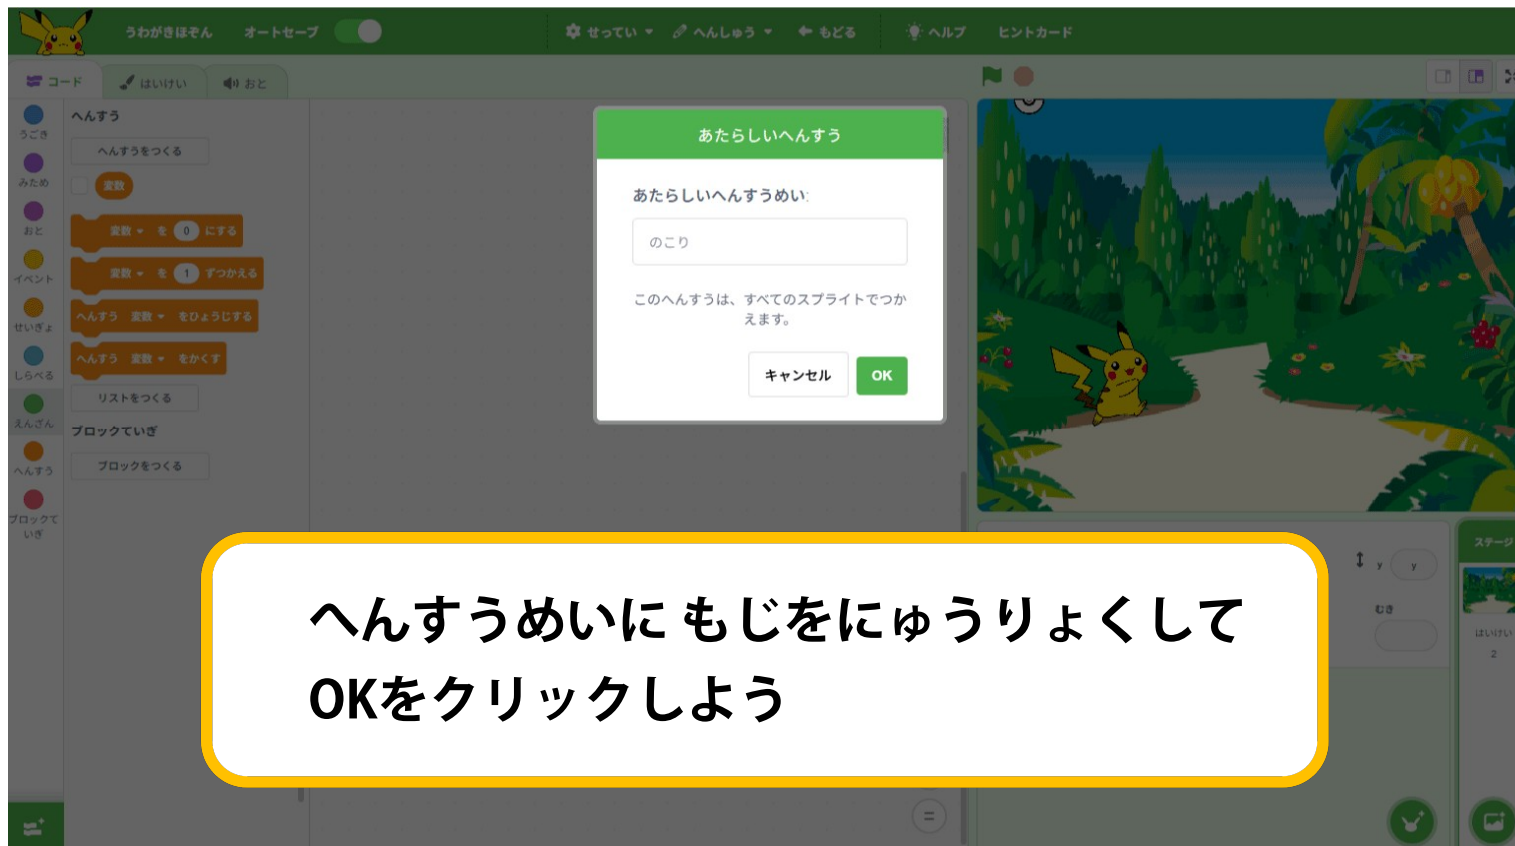 うわがきほぞん オートセーブ せってい へんしゅう もどる ヘルプ ヒントカード
コード はいけい おと
うごき
みため
おと
イベント
せいぎょ
しらべる
えんざん
へんすう
ブロックて
いぎ
へんすう
へんすうをつくる
変数
変数 を 0 にする
変数 を 1 ずつかえる
へんすう 変数 をひょうじする
へんすう 変数 をかくす
リストをつくる
ブロックていぎ
ブロックをつくる
あたらしいへんすう
あたらしいへんすうめい:
のこり
このへんすうは、すべてのスプライトでつか
えます。
キャンセル OK
y y
むき
ステージ
はいけい
2
へんすうめいに もじをにゅうりょくして
OKをクリックしよう